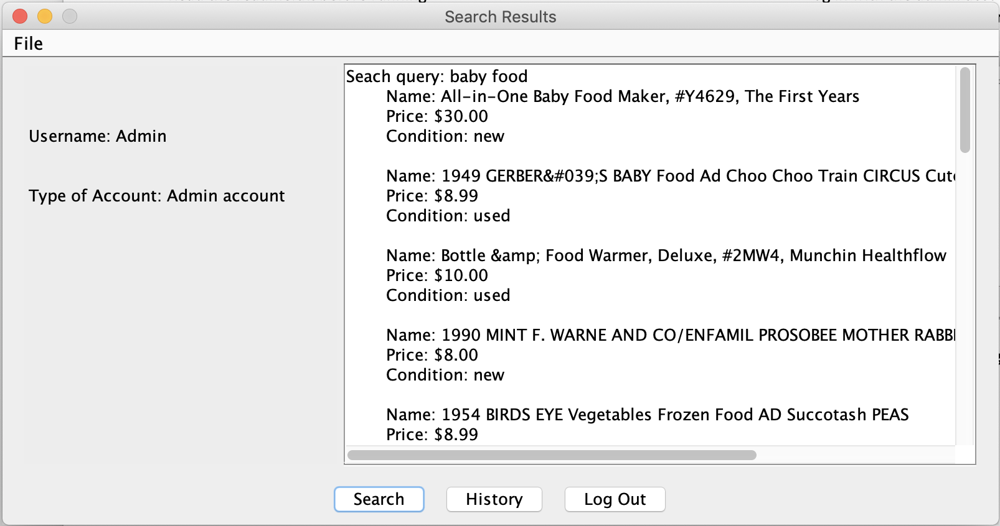 Search Results
File
Username: Admin
Type of Account: Admin account
Seach query: baby food
Name: All-in-One Baby Food Maker, #Y4629, The First Years
Price: $30.00
Condition: new
Name: 1949 GERBER&#039;S BABY Food Ad Choo Choo Train CIRCUS Cute
Price: $8.99
Condition: used
Name: Bottle &amp; Food Warmer, Deluxe, #2MW4, Munchin Healthflow
Price: $10.00
Condition: used
Name: 1990 MINT F. WARNE AND CO/ENFAMIL PROSOBEE MOTHER
Price: $8.00
Condition: new
Name: 1954 BIRDS EYE Vegetables Frozen Food AD Succotash PEAS
Price: $8.99
Search
History
Log Out